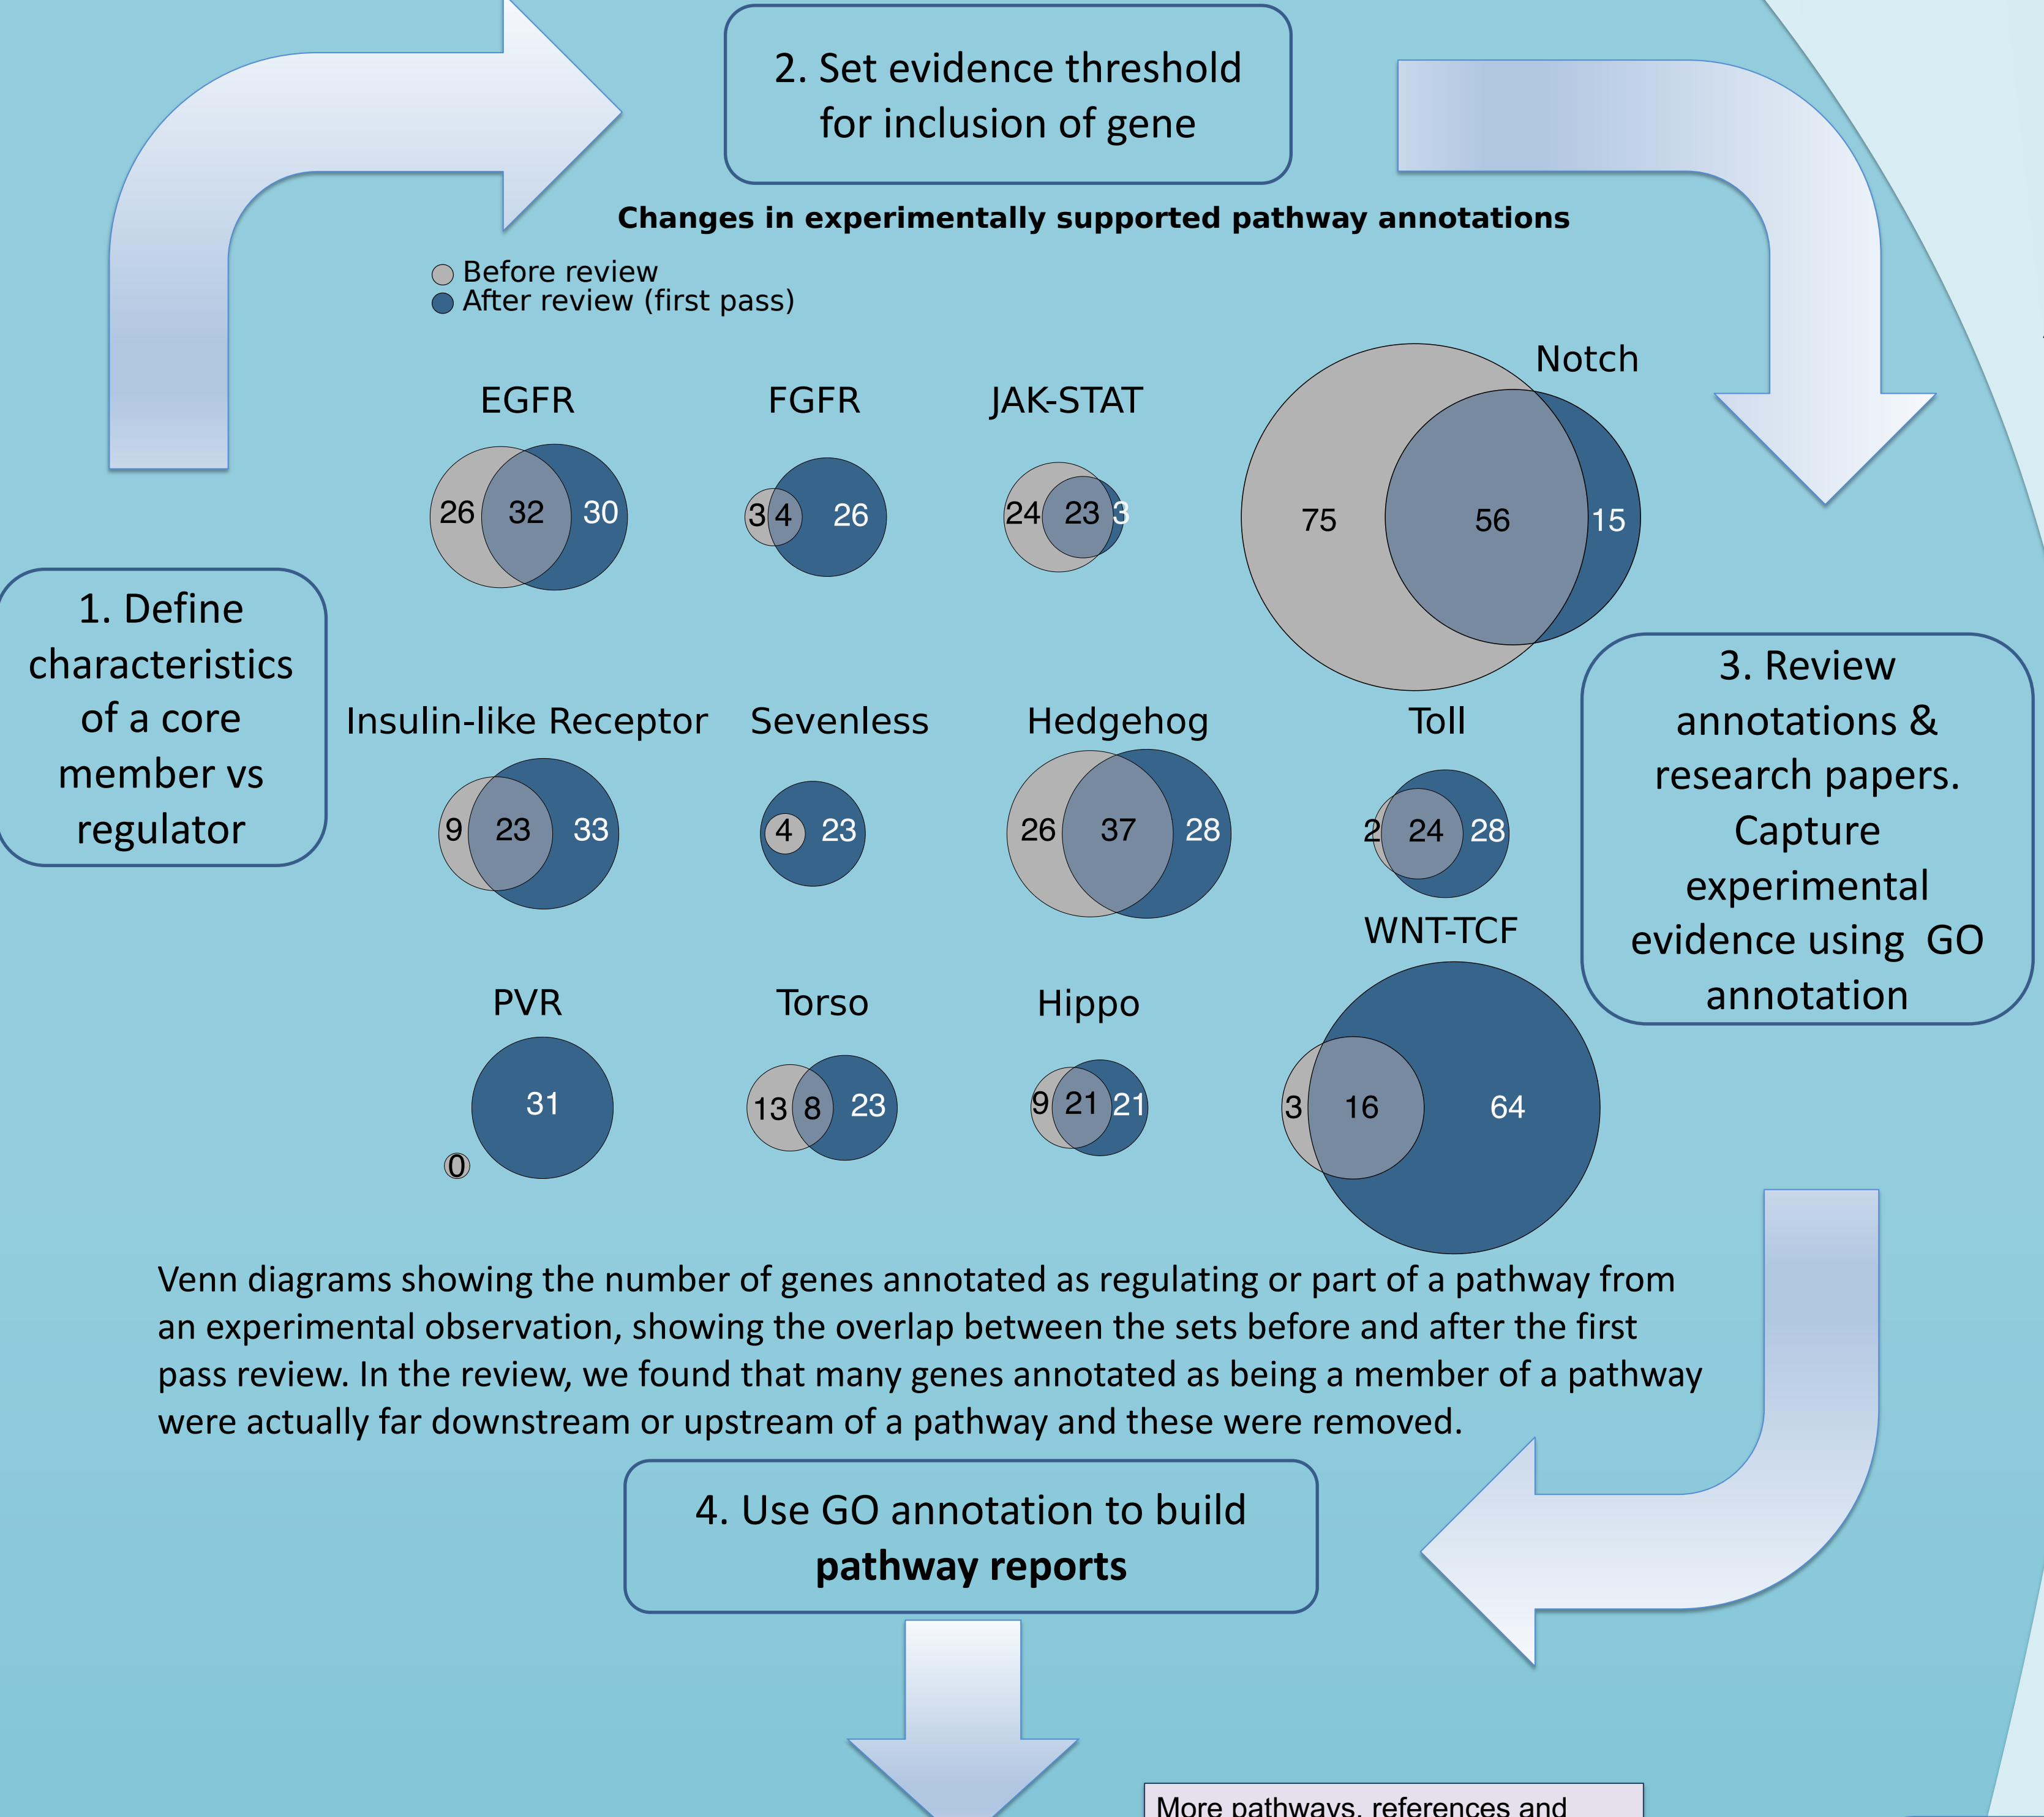 2. Set evidence threshold
for inclusion of gene
Changes in experimentally supported pathway annotations
Before review
After review (first pass)
EGFR
26 32 30
FGFR
3 4 26
JAK-STAT
24 23 3
Notch
75 56 15
1. Define
characteristics
of a core
member vs
regulator
Insulin-like Receptor
9 23 33
Sevenless
4 23
Hedgehog
26 37 28
Toll
2 24 28
3. Review
annotations &
research papers.
Capture
experimental
evidence using GO
annotation
PVR
31
0
Torso
13 8 23
Hippo
9 21 21
WNT-TCF
3 16 64
Venn diagrams showing the number of genes annotated as regulating or part of a pathway from
an experimental observation, showing the overlap between the sets before and after the first
pass review. In the review, we found that many genes annotated as being a member of a pathway
were actually far downstream or upstream of a pathway and these were removed.
4. Use GO annotation to build
pathway reports
More pathways, references and